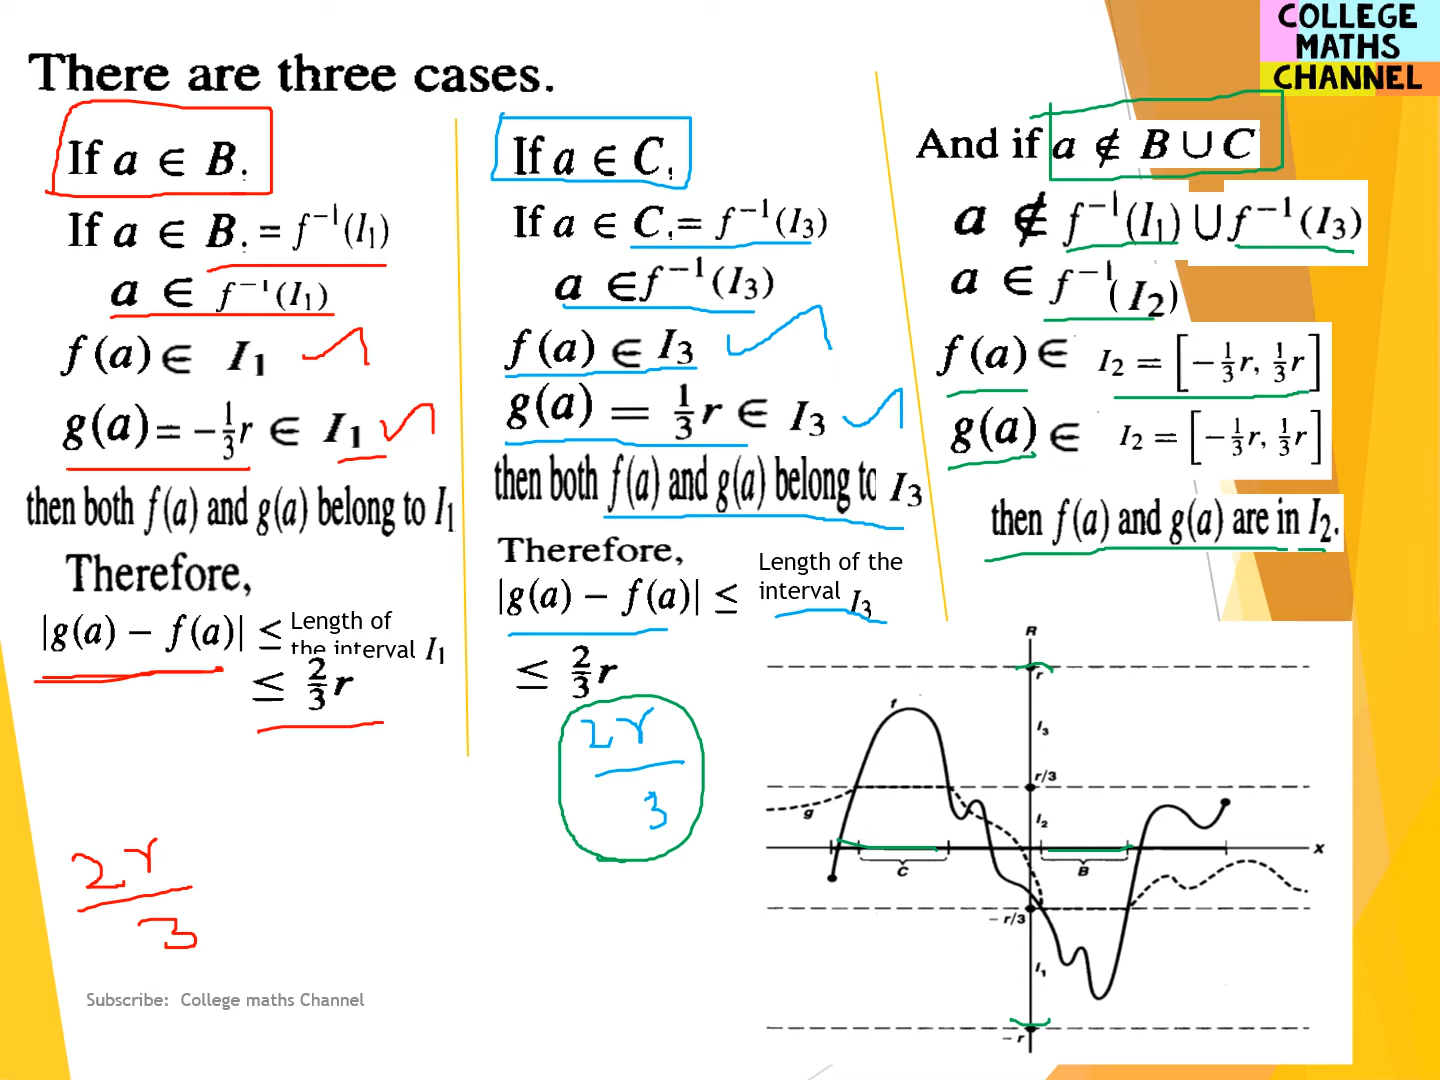 COLLEGE
MATHS
CHANNEL
There are three cases.
If a ∈ B.
If a ∈ B. = f⁻¹(I₁)
a ∈ f⁻¹(I₁)
f(a) ∈ I₁
g(a) = -⅓r ∈ I₁
then both f(a) and g(a) belong to I₁
Therefore,
|g(a) − f(a)| ≤ Length of
the interval I₁
≤ ⅔r
2r
3
Subscribe: College maths Channel
If a ∈ C.
If a ∈ C. = f⁻¹(I₃)
a ∈ f⁻¹(I₃)
f(a) ∈ I₃
g(a) = ⅓r ∈ I₃
then both f(a) and g(a) belong to I₃
Therefore,
|g(a) − f(a)| ≤ Length of the
interval I₃
≤ ⅔r
2r
3
And if a ∉ B ∪ C
a ∉ f⁻¹(I₁) ∪ f⁻¹(I₃)
a ∈ f⁻¹(I₂)
f(a) ∈ I₂ = [−⅓r, ⅓r]
g(a) ∈ I₂ = [−⅓r, ⅓r]
then f(a) and g(a) are in I₂.
R
r
f
I₃
r/3
g
I₂
X
C
B
− r/3
I₁
− r